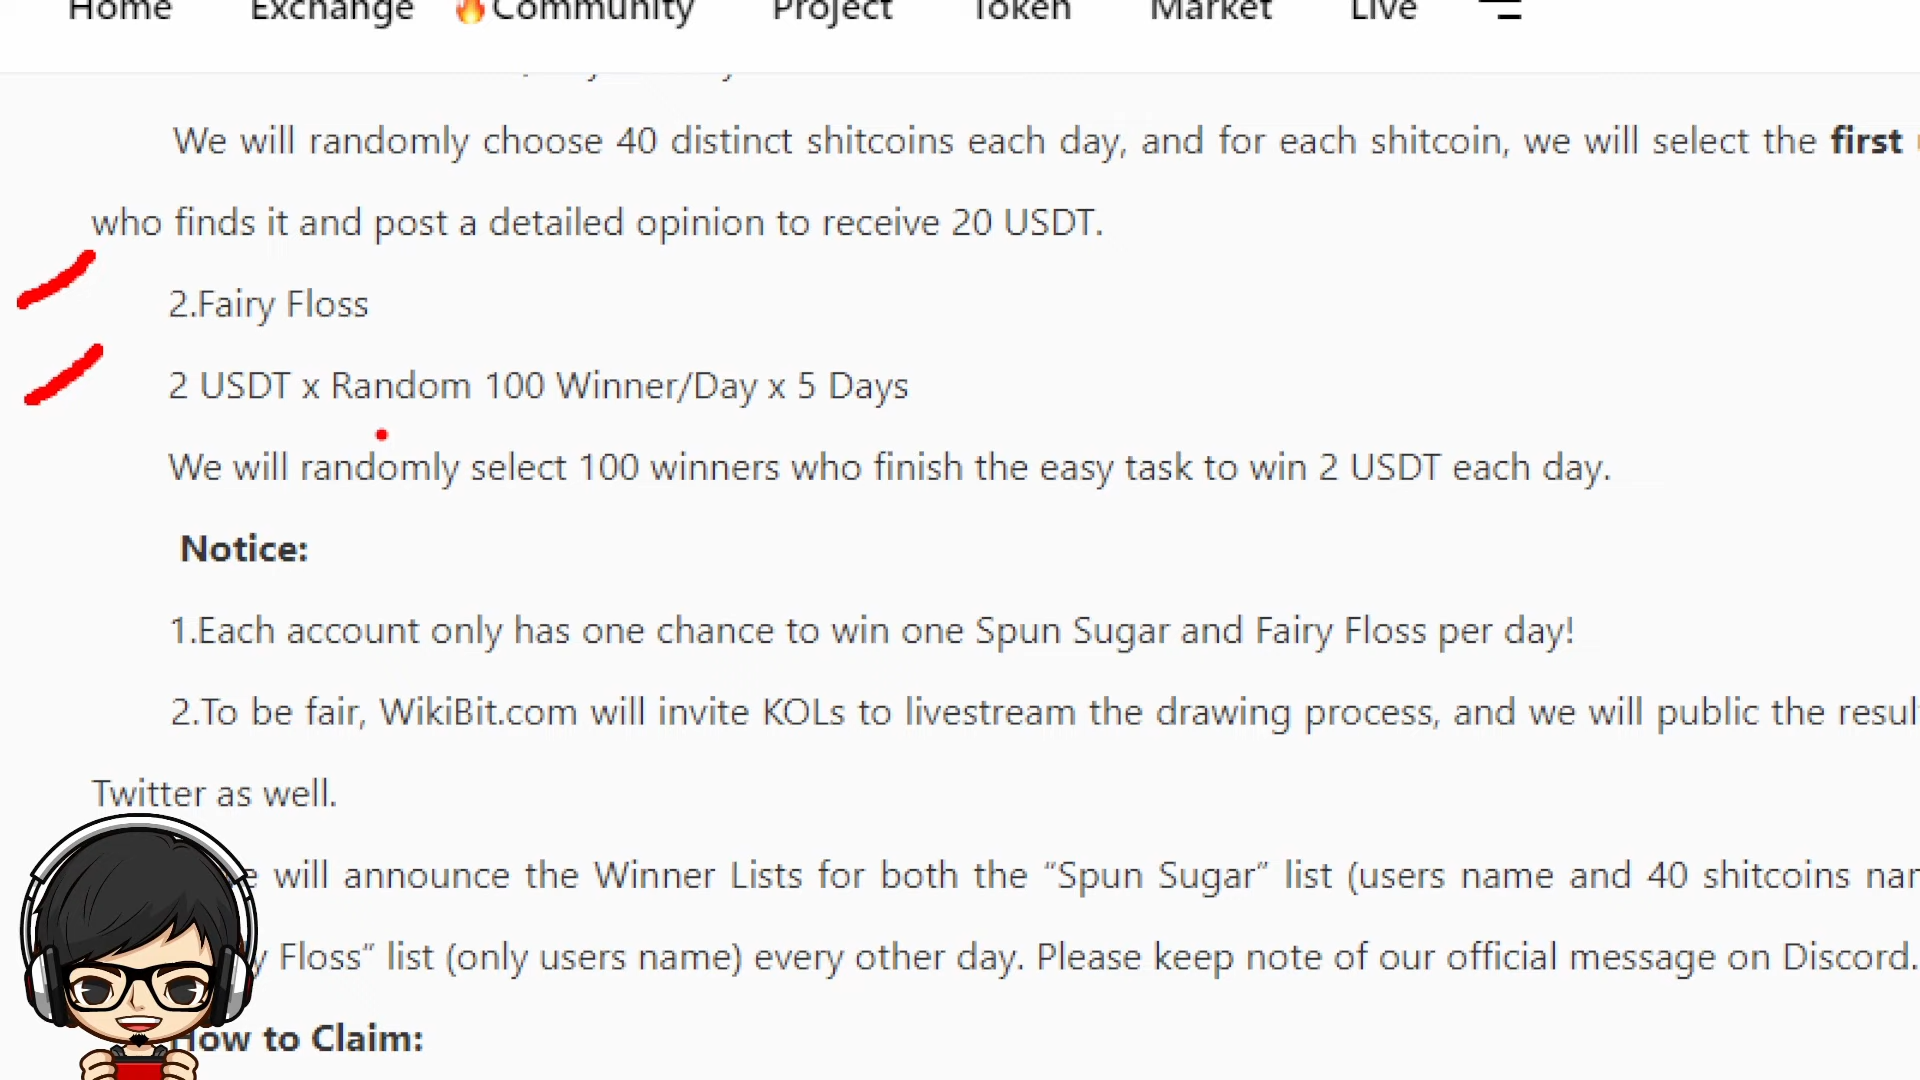 Home Exchange 🔥Community Project Token Market Live
We will randomly choose 40 distinct shitcoins each day, and for each shitcoin, we will select the first
who finds it and post a detailed opinion to receive 20 USDT.
2.Fairy Floss
2 USDT x Random 100 Winner/Day x 5 Days
We will randomly select 100 winners who finish the easy task to win 2 USDT each day.
Notice:
1.Each account only has one chance to win one Spun Sugar and Fairy Floss per day!
2.To be fair, WikiBit.com will invite KOLs to livestream the drawing process, and we will public the resul
Twitter as well.
e will announce the Winner Lists for both the “Spun Sugar” list (users name and 40 shitcoins nam
y Floss” list (only users name) every other day. Please keep note of our official message on Discord.
How to Claim: